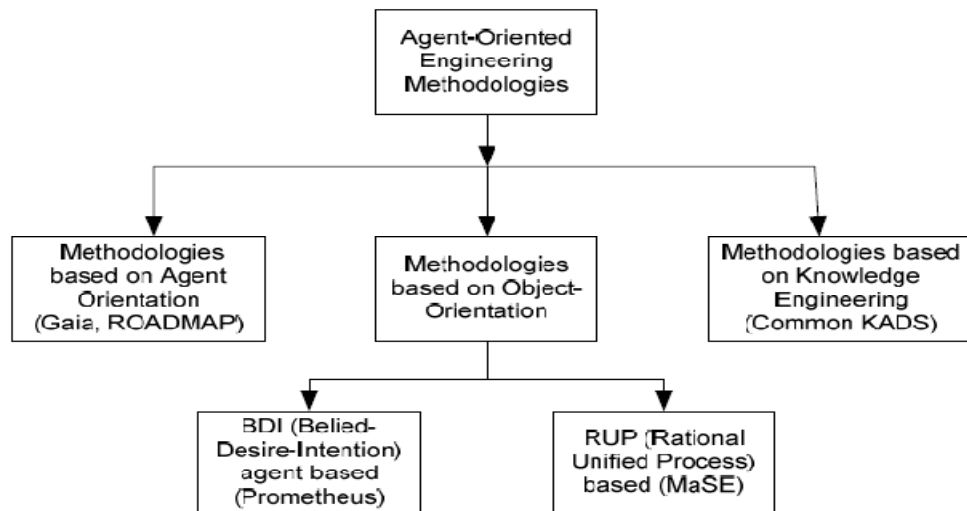 Agent-Oriented
Engineering
Methodologies
Methodologies
based on Agent
Orientation
(Gaia, ROADMAP)
Methodologies
based on Object-
Orientation
Methodologies based
on Knowledge
Engineering
(Common KADS)
BDI (Belied-
Desire-Intention)
agent based
(Prometheus)
RUP (Rational
Unified Process)
based (MaSE)